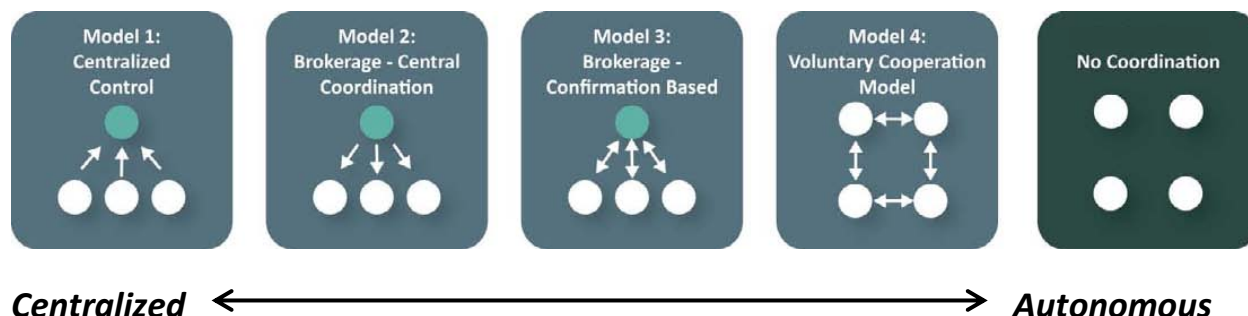 Model 1:
Centralized
Control
Model 2:
Brokerage - Central
Coordination
Model 3:
Brokerage -
Confirmation Based
Model 4:
Voluntary Cooperation
Model
No Coordination
Centralized
Autonomous